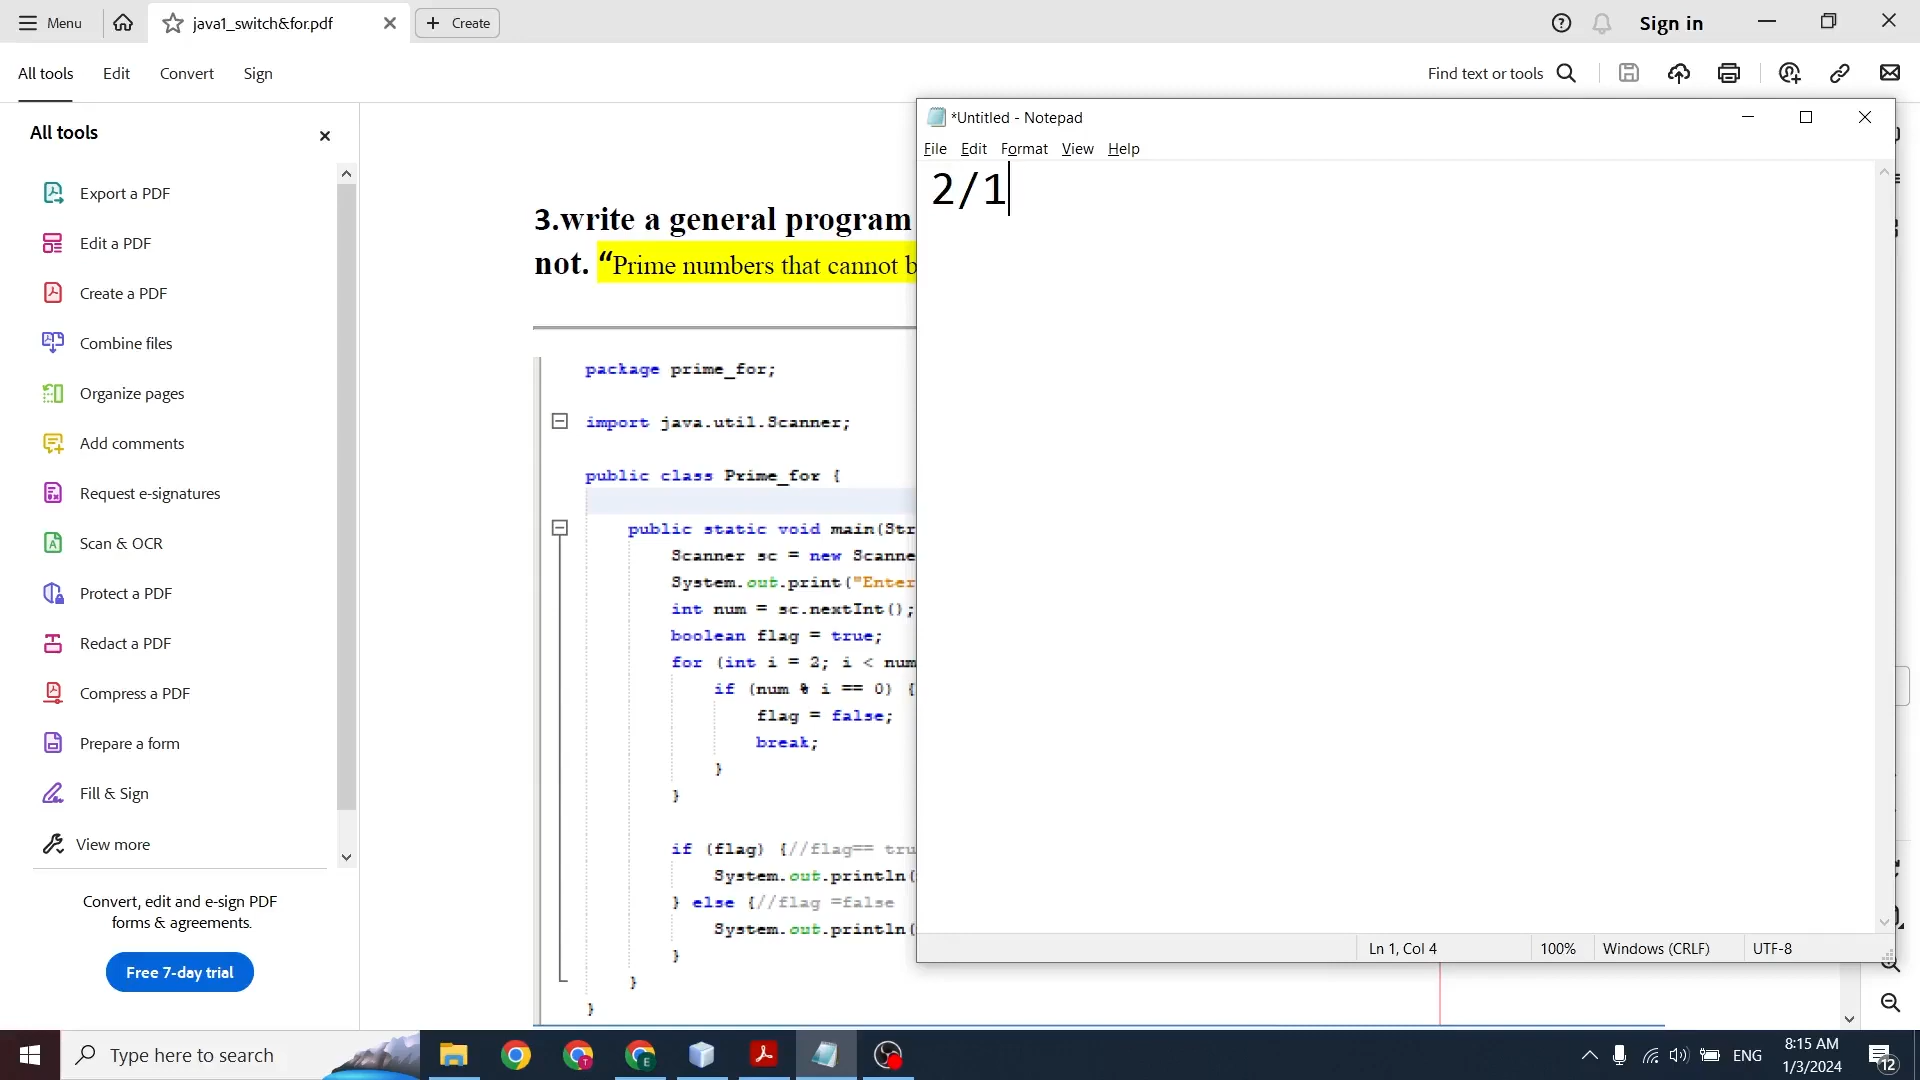 Menu
java1_switch&for.pdf
Create
Sign in
All tools
Edit
Convert
Sign
Find text or tools
All tools
Export a PDF
Edit a PDF
Create a PDF
Combine files
Organize pages
Add comments
Request e-signatures
Scan & OCR
Protect a PDF
Redact a PDF
Compress a PDF
Prepare a form
Fill & Sign
View more
Convert, edit and e-sign PDF
forms & agreements.
Free 7-day trial
3.write a general program
not. “Prime numbers that cannot b
package prime_for;
import java.util.Scanner;
public class Prime_for {
public static void main(Str
Scanner sc = new Scanne
System.out.print("Enter
int num = sc.nextInt();
boolean flag = true;
for (int i = 2; i < num
if (num % i == 0) {
flag = false;
break;
}
}
if (flag) {//flag== tru
System.out.println(
} else {//flag =false
System.out.println(
}
}
}
*Untitled - Notepad
File Edit Format View Help
2/1
Ln 1, Col 4
100%
Windows (CRLF)
UTF-8
Type here to search
ENG
8:15 AM
1/3/2024
12